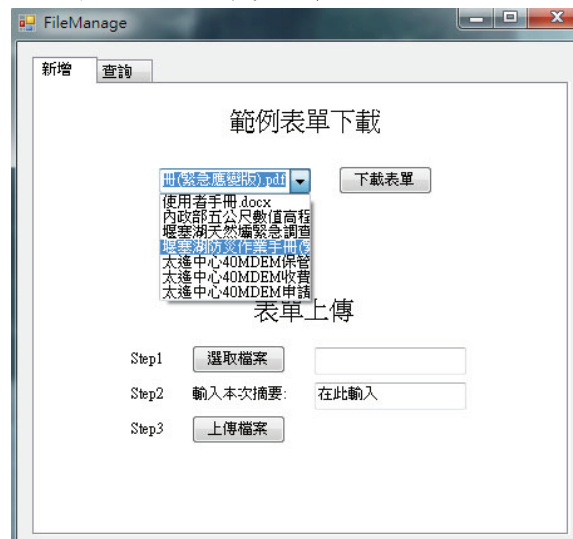 FileManage
新增 查詢
範例表單下載
冊(緊急應變版).pdf 下載表單
使用者手冊.docx
內政部五公尺數值高程
堰塞湖天然壩緊急調查
堰塞湖防災作業手冊(緊
太遙中心40MDEM保管
太遙中心40MDEM收費
太遙中心40MDEM申請
表單上傳
Step1 選取檔案
Step2 輸入本次摘要: 在此輸入
Step3 上傳檔案